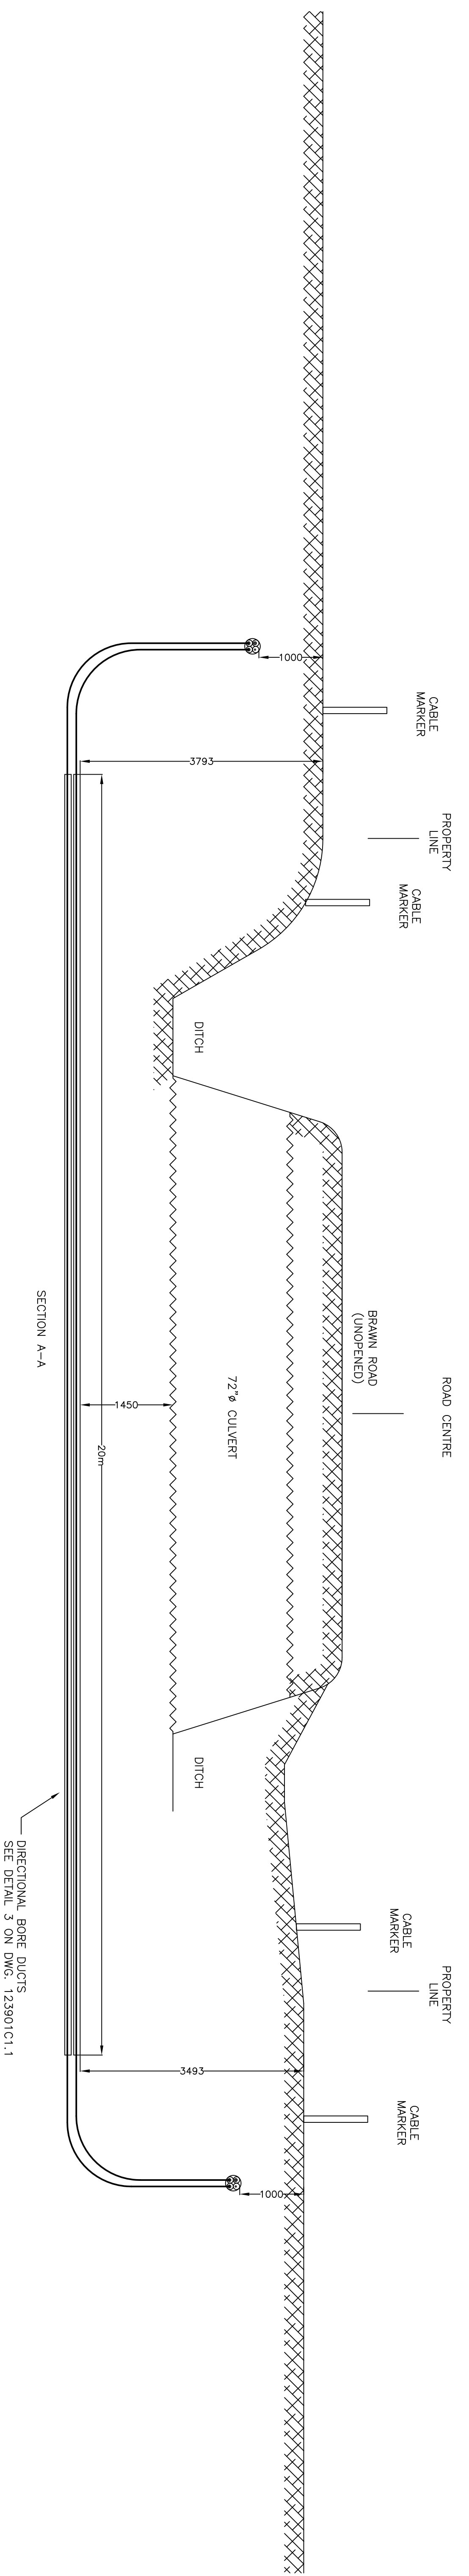 CABLE
MARKER
PROPERTY
LINE
CABLE
MARKER
ROAD CENTRE
BRAWN ROAD
(UNOPENED)
CABLE
MARKER
PROPERTY
LINE
CABLE
MARKER
1000
3793
DITCH
72"ø CULVERT
1450
20m
DITCH
3493
1000
SECTION A-A
DIRECTIONAL BORE DUCTS
SEE DETAIL 3 ON DWG. 123901C1.1